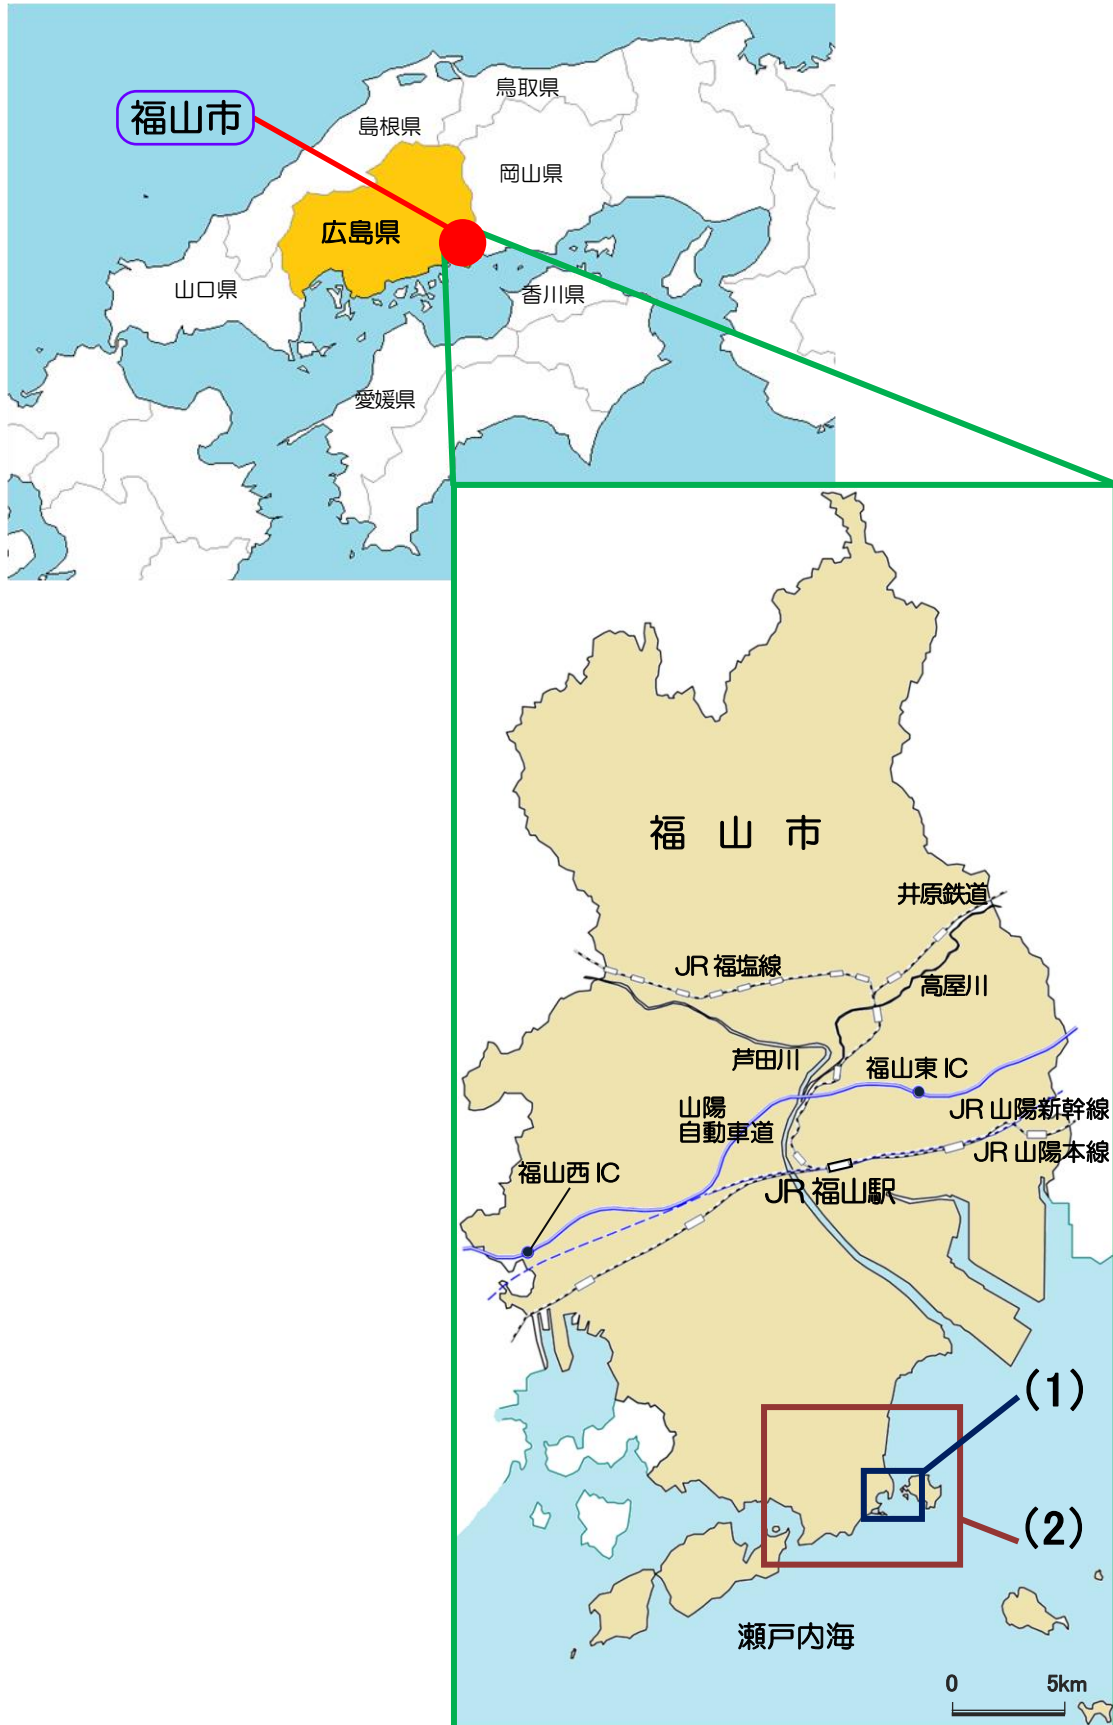 鳥取県
福山市
島根県
岡山県
広島県
山口県
香川県
愛媛県
福山市
井原鉄道
JR福塩線
高屋川
芦田川
福山東IC
山陽
自動車道
JR山陽新幹線
JR山陽本線
福山西IC
JR福山駅
(1)
(2)
瀬戸内海
0 5km